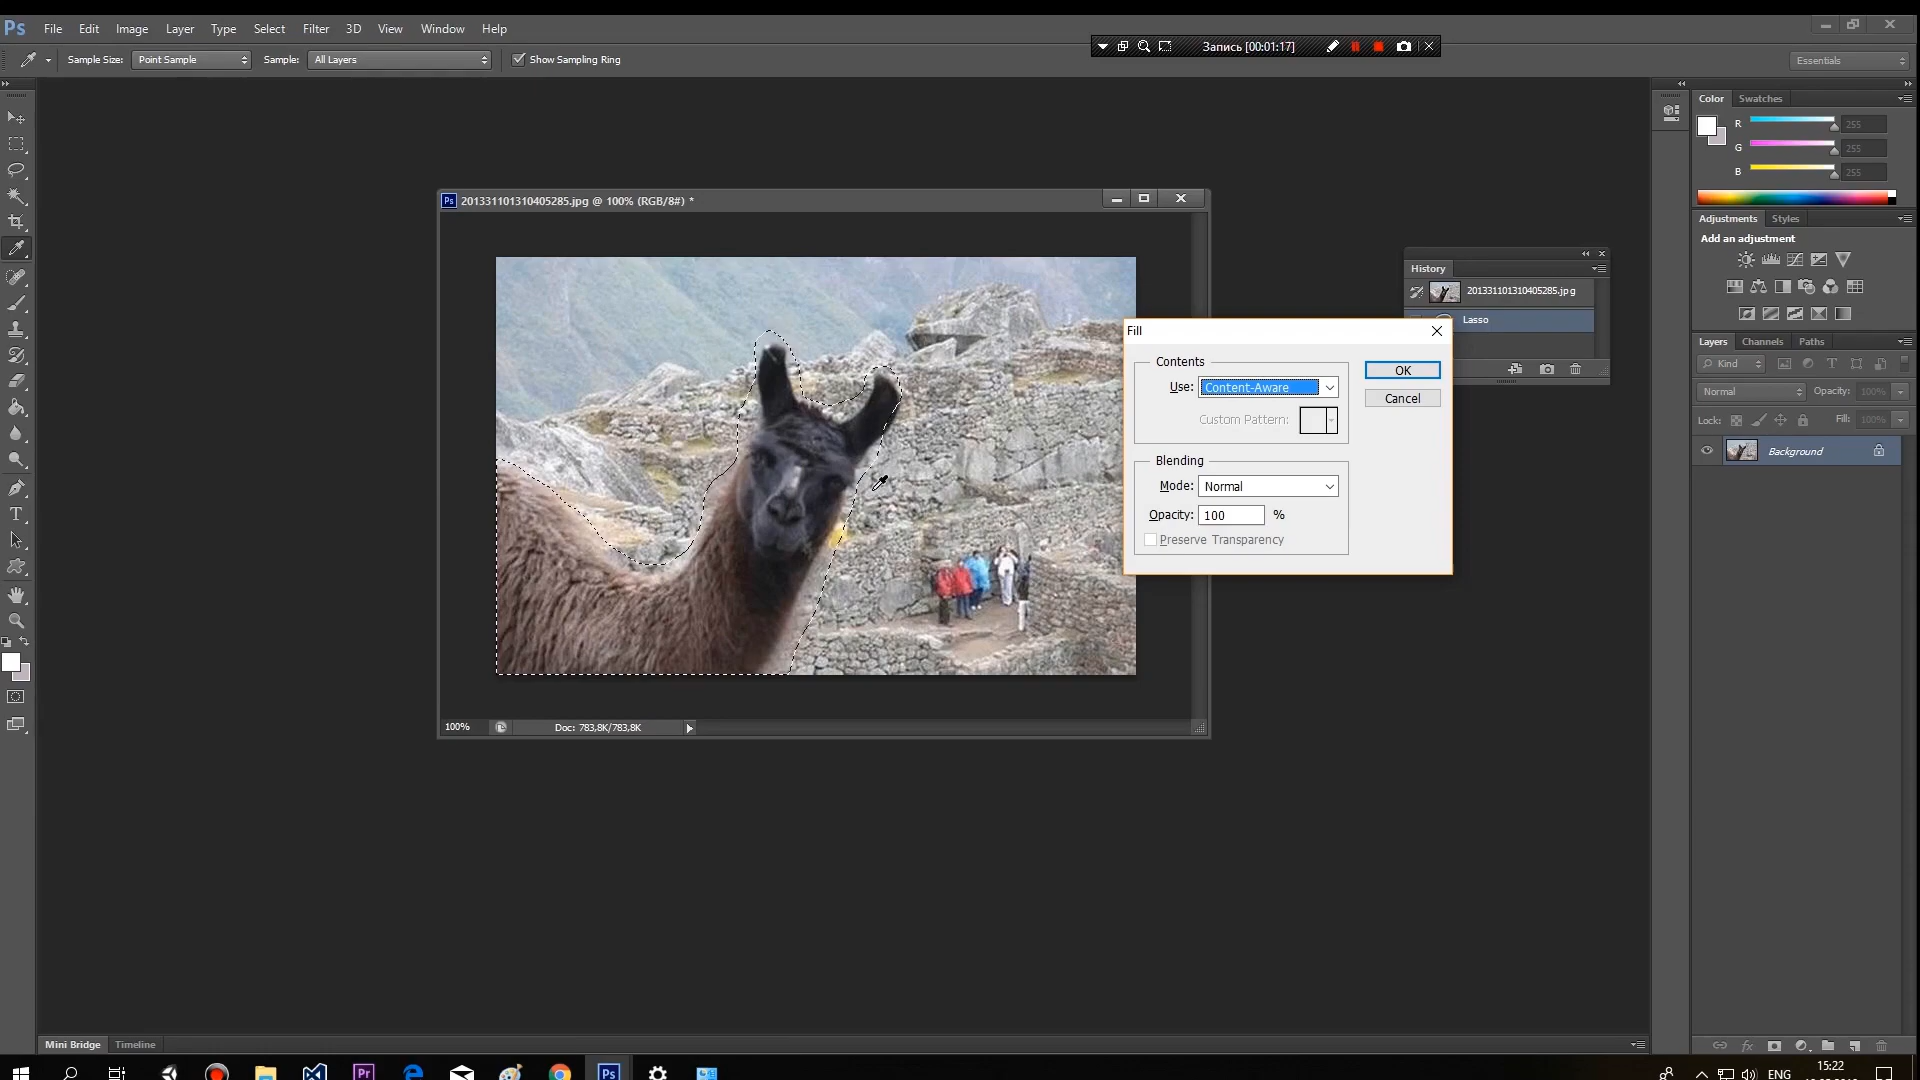 Ps File Edit Image Layer Type Select Filter 3D View Window Help
Sample Size: Point Sample Sample: All Layers Show Sampling Ring
Запись [00:01:17]
Essentials
Color Swatches
R 255
G 255
B 255
Adjustments Styles
Add an adjustment
Layers Channels Paths
Kind
Normal Opacity: 100%
Lock: Fill: 100%
Background
Ps 201331101310405285.jpg @ 100% (RGB/8#) *
100% Doc: 783,8K/783,8K
History
201331101310405285.jpg
Lasso
Fill
Contents
Use: Content-Aware
Custom Pattern:
OK
Cancel
Blending
Mode: Normal
Opacity: 100 %
Preserve Transparency
Mini Bridge Timeline
Pr Ps
ENG 15:22